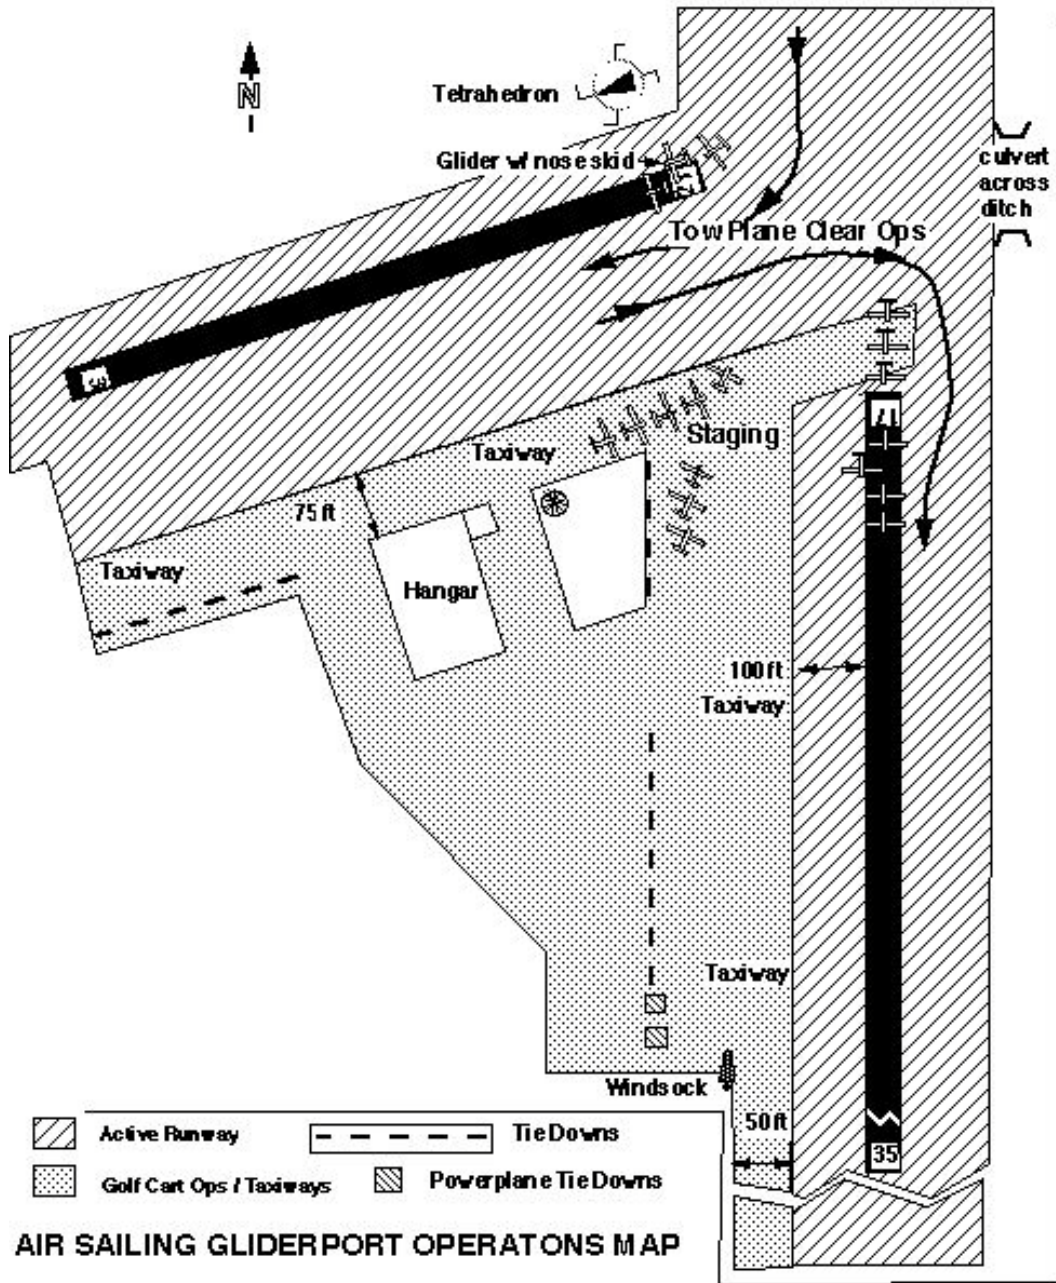 N
Tetrahedron
Glider w/ nose skid
culvert
across
ditch
Tow Plane Clear Ops
17
Staging
Taxiway
75 ft
Taxiway
Hangar
100 ft
Taxiway
Taxiway
Windsock
50 ft
35
Active Runway
Tie Downs
Golf Cart Ops / Taxiways
Powerplane Tie Downs
AIR SAILING GLIDERPORT OPERATONS MAP